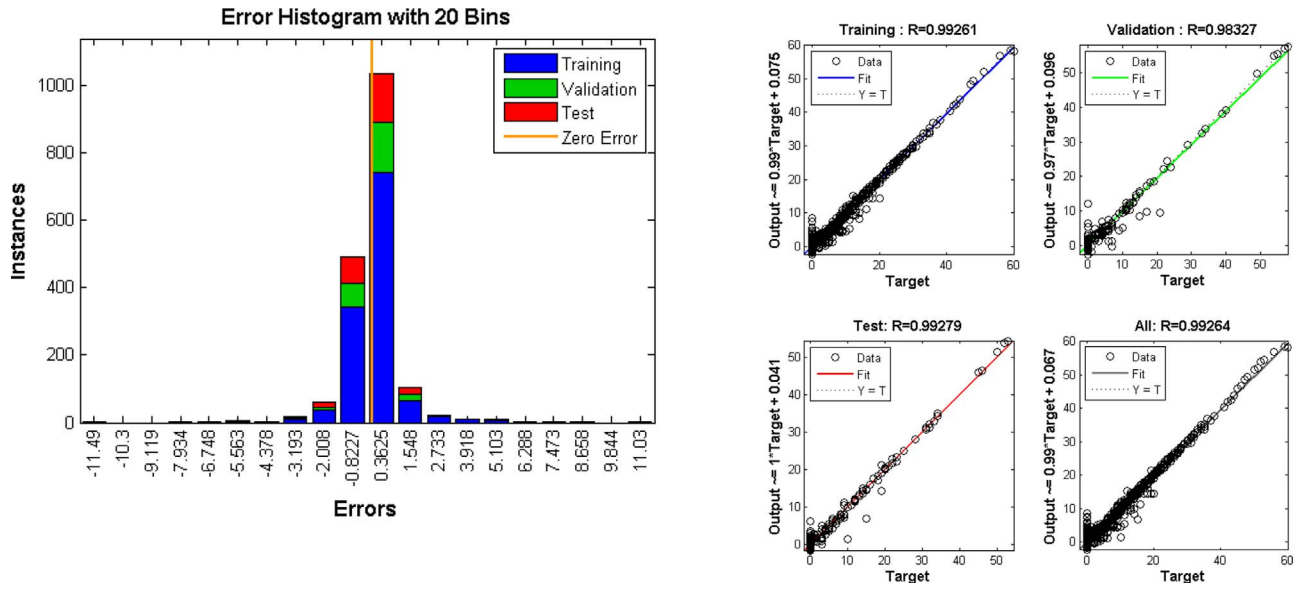 Error Histogram with 20 Bins
Instances
1000
800
600
400
200
0
Training
Validation
Test
Zero Error
-11.49
-10.3
-9.119
-7.934
-6.748
-5.563
-4.378
-3.193
-2.008
-0.8227
0.3625
1.548
2.733
3.918
5.103
6.288
7.473
8.658
9.844
11.03
Errors
Training : R=0.99261
Output ~= 0.99*Target + 0.075
60
50
40
30
20
10
0
Data
Fit
Y = T
0 20 40 60
Target
Validation : R=0.98327
Output ~= 0.97*Target + 0.096
50
40
30
20
10
0
Data
Fit
Y = T
0 10 20 30 40 50
Target
Test: R=0.99279
Output ~= 1*Target + 0.041
50
40
30
20
10
0
Data
Fit
Y = T
0 10 20 30 40 50
Target
All: R=0.99264
Output ~= 0.99*Target + 0.067
60
50
40
30
20
10
0
Data
Fit
Y = T
0 20 40 60
Target